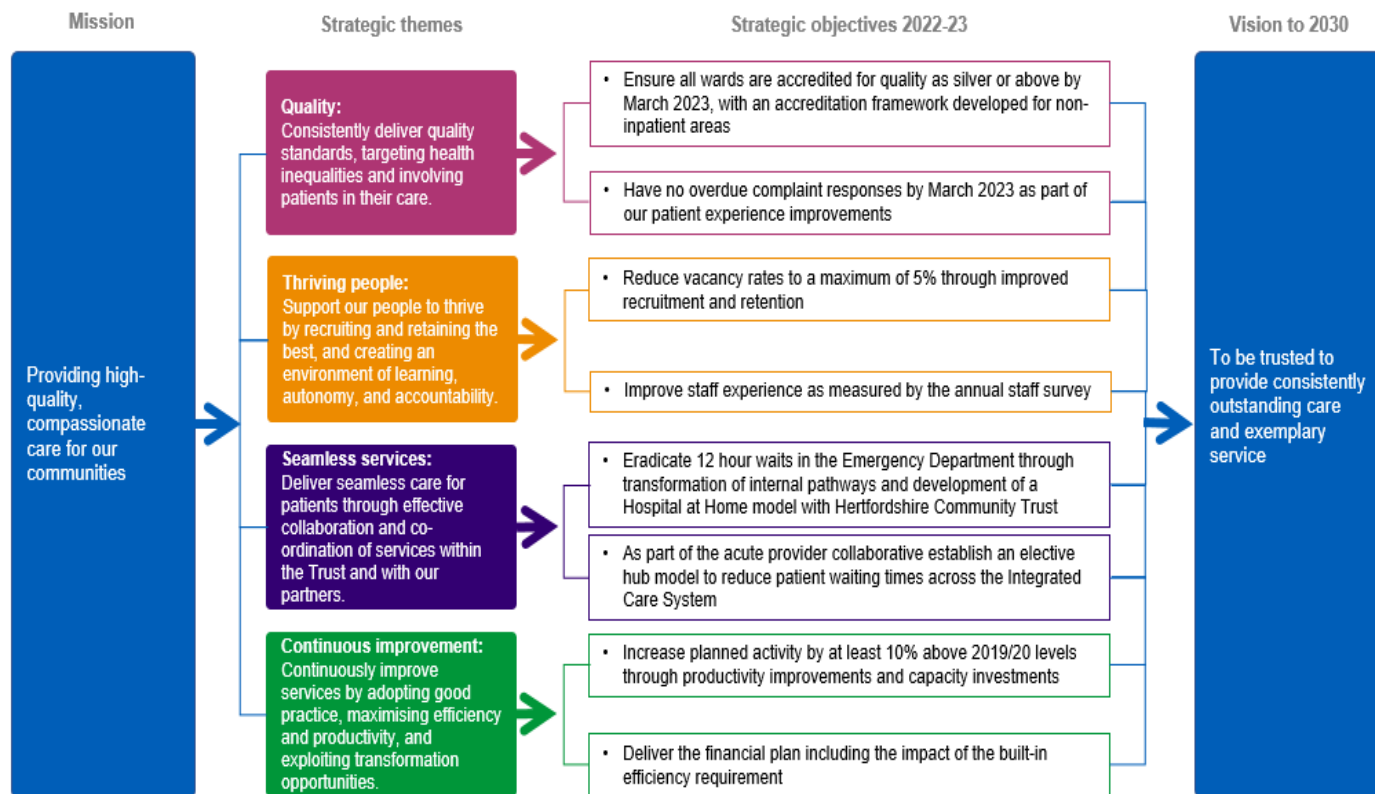 Mission
Strategic themes
Strategic objectives 2022-23
Vision to 2030
Providing high-
quality,
compassionate
care for our
communities
Quality:
Consistently deliver quality
standards, targeting health
inequalities and involving
patients in their care.
• Ensure all wards are accredited for quality as silver or above by
March 2023, with an accreditation framework developed for non-
inpatient areas
• Have no overdue complaint responses by March 2023 as part of
our patient experience improvements
Thriving people:
Support our people to thrive
by recruiting and retaining the
best, and creating an
environment of learning,
autonomy, and accountability.
• Reduce vacancy rates to a maximum of 5% through improved
recruitment and retention
• Improve staff experience as measured by the annual staff survey
Seamless services:
Deliver seamless care for
patients through effective
collaboration and co-
ordination of services within
the Trust and with our
partners.
• Eradicate 12 hour waits in the Emergency Department through
transformation of internal pathways and development of a
Hospital at Home model with Hertfordshire Community Trust
• As part of the acute provider collaborative establish an elective
hub model to reduce patient waiting times across the Integrated
Care System
Continuous improvement:
Continuously improve
services by adopting good
practice, maximising efficiency
and productivity, and
exploiting transformation
opportunities.
• Increase planned activity by at least 10% above 2019/20 levels
through productivity improvements and capacity investments
• Deliver the financial plan including the impact of the built-in
efficiency requirement
To be trusted to
provide consistently
outstanding care
and exemplary
service